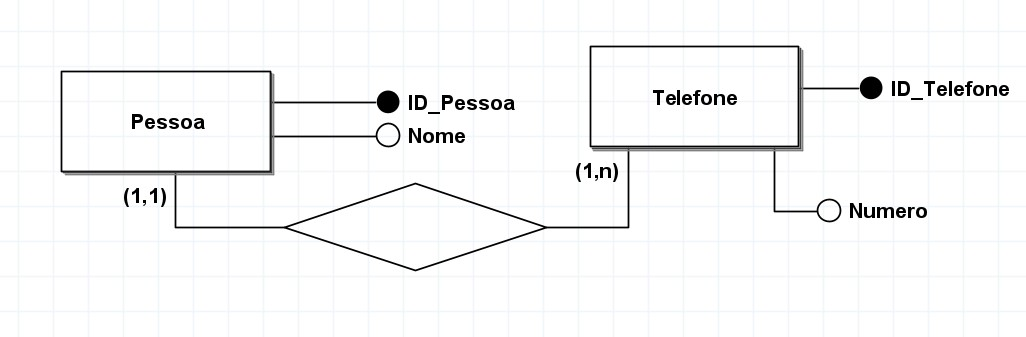 Pessoa
ID_Pessoa
Nome
(1,1)
Telefone
ID_Telefone
(1,n)
Numero